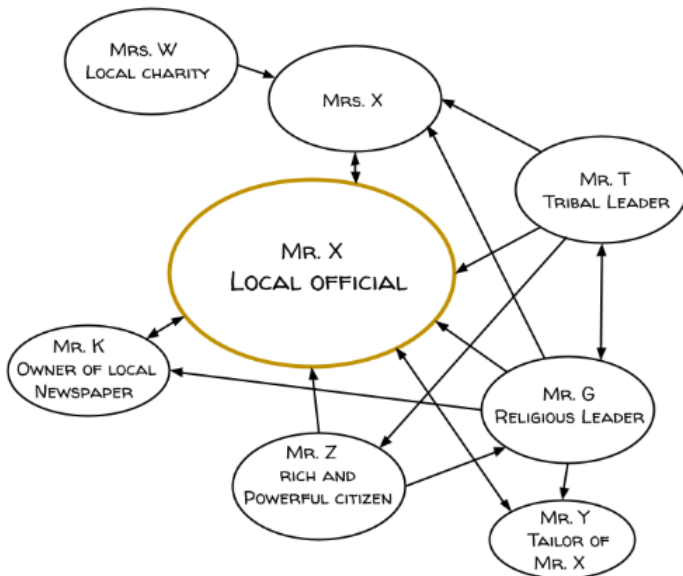 Mrs. W
Local charity
Mrs. X
Mr. T
Tribal Leader
Mr. X
Local official
Mr. K
Owner of local
Newspaper
Mr. G
Religious Leader
Mr. Z
rich and
Powerful citizen
Mr. Y
Tailor of
Mr. X